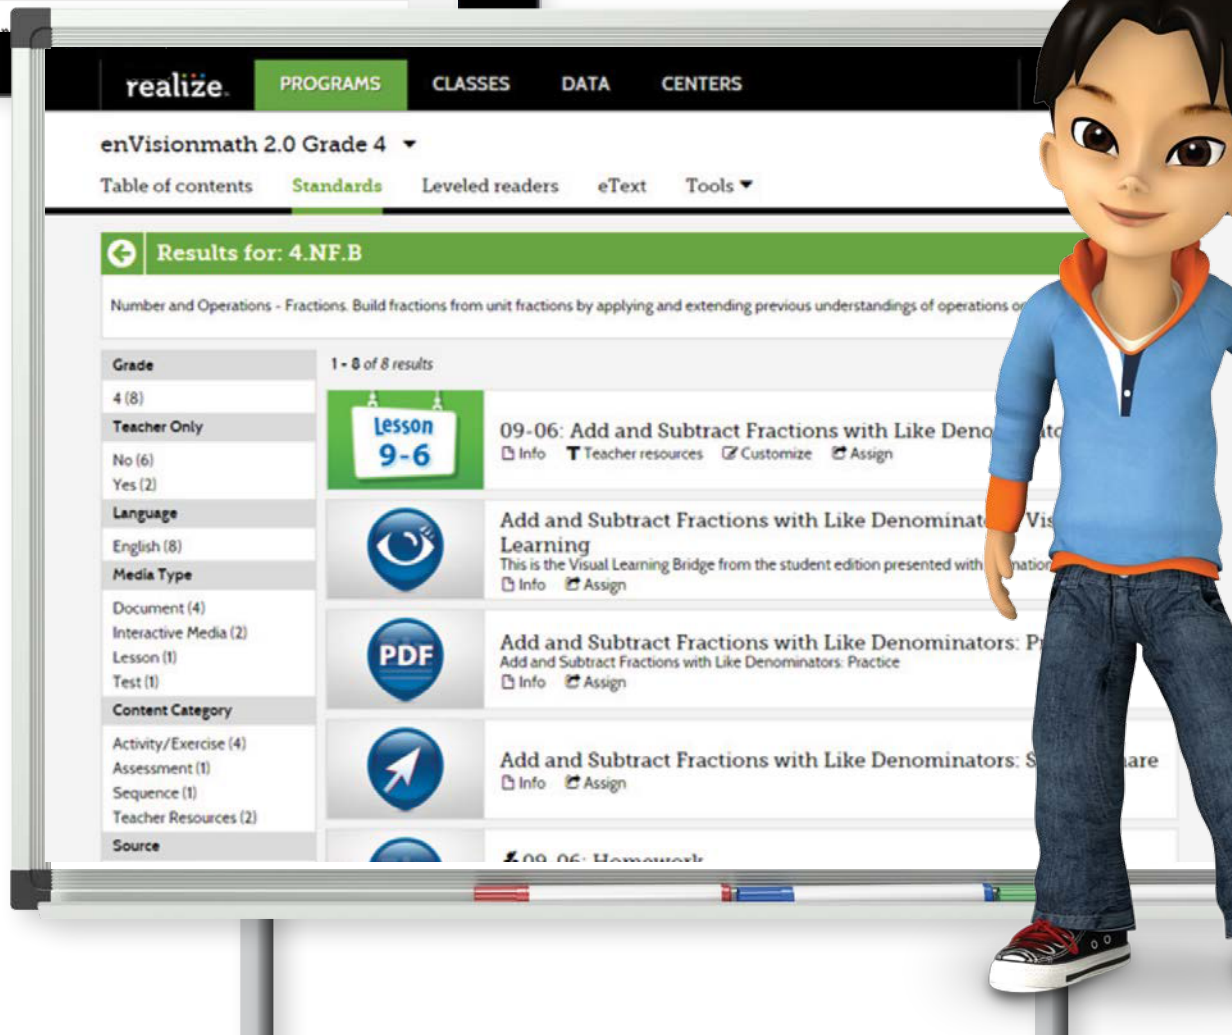 realize. PROGRAMS CLASSES DATA CENTERS
enVisionmath 2.0 Grade 4
Table of contents Standards Leveled readers eText Tools
Results for: 4.NF.B
Number and Operations - Fractions. Build fractions from unit fractions by applying and extending previous understandings of operations
Grade
4 (8)
Teacher Only
No (6)
Yes (2)
Language
English (8)
Media Type
Document (4)
Interactive Media (2)
Lesson (1)
Test (1)
Content Category
Activity/Exercise (4)
Assessment (1)
Sequence (1)
Teacher Resources (2)
Source
1 - 8 of 8 results
Lesson
9-6
09-06: Add and Subtract Fractions with Like
Info T Teacher resources Customize Assign
Add and Subtract Fractions with Like
Learning
This is the Visual Learning Bridge from the student edition presented with
Info Assign
PDF
Add and Subtract Fractions with Like Denominators:
Add and Subtract Fractions with Like Denominators: Practice
Info Assign
Add and Subtract Fractions with Like Denominators:
Info Assign
09-06: Homework